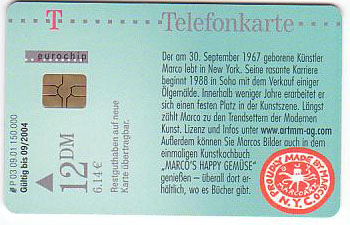 T Telefonkarte
eurochip
Der am 30. September 1967 geborene Künstler
Marco lebt in New York. Seine rasante Karriere
beginnt 1988 in Soho mit dem Verkauf einiger
Ölgemälde. Innerhalb weniger Jahre erarbeitet er
sich einen festen Platz in der Kunstszene. Längst
zählt Marco zu den Trendsettern der Modernen
Kunst. Lizenz und Infos unter www.artmm-ag.com
Außerdem können Sie Marcos Bilder auch in dem
einmaligen Kunstkochbuch
„MARCO'S HAPPY GEMÜSE"
genießen – überall dort er-
hältlich, wo es Bücher gibt.
# P 03 09.01 150.000
Gültig bis 09/2004
12 DM
6,14 €
Restguthaben auf neue
Karte übertragbar.
PROUDLY MADE BY MARCO
N.Y.C.